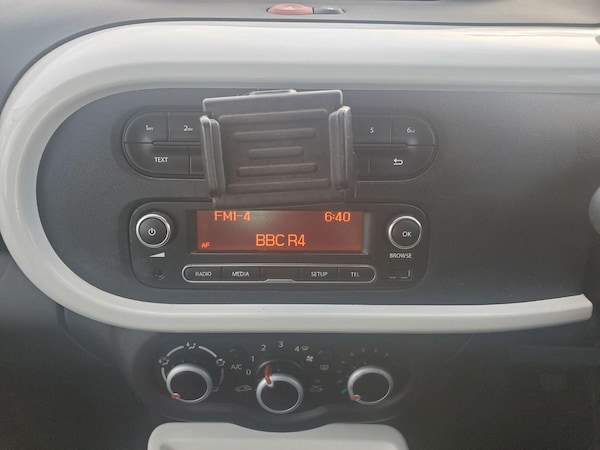 1 2 5 6
TEXT
FM1-4 6:40
AF BBC R4
OK
BROWSE
RADIO MEDIA SETUP TEL
A/C 0 1 2 3 4